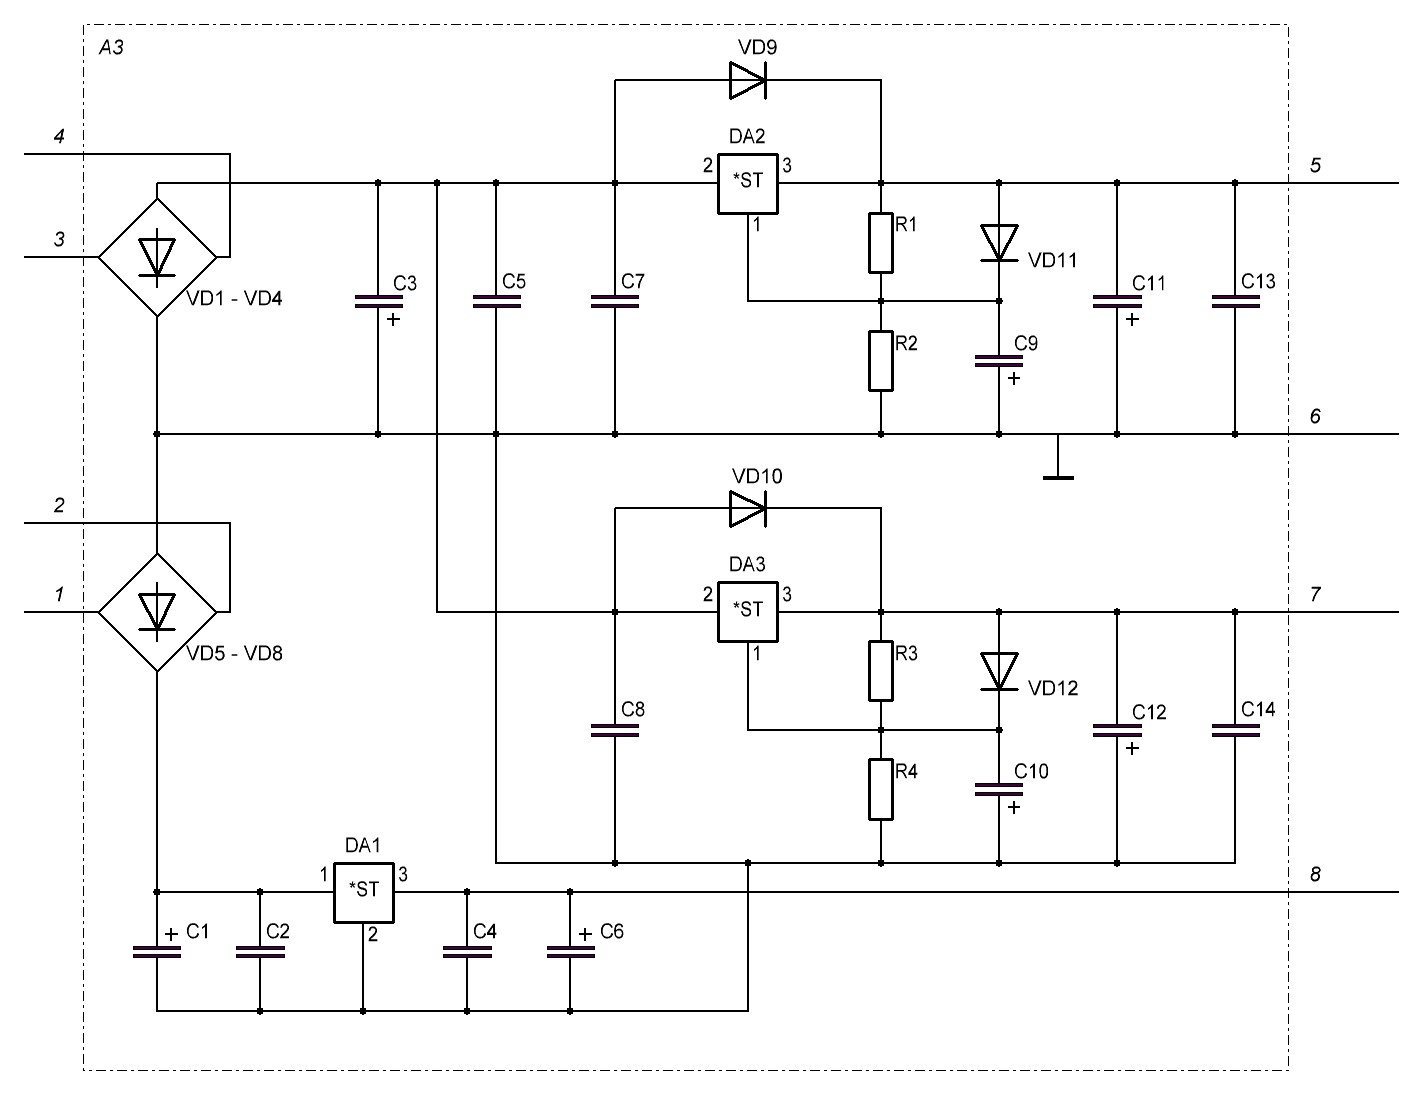 A3
VD9
4
DA2
2
*ST
3
5
1
R1
3
VD11
VD1 - VD4
C3
+
C5
C7
C11
+
C13
R2
C9
+
6
2
VD10
DA3
1
2
*ST
3
7
1
R3
VD5 - VD8
VD12
C8
C12
+
C14
R4
C10
+
DA1
1
*ST
3
8
2
+
C1
C2
C4
+
C6